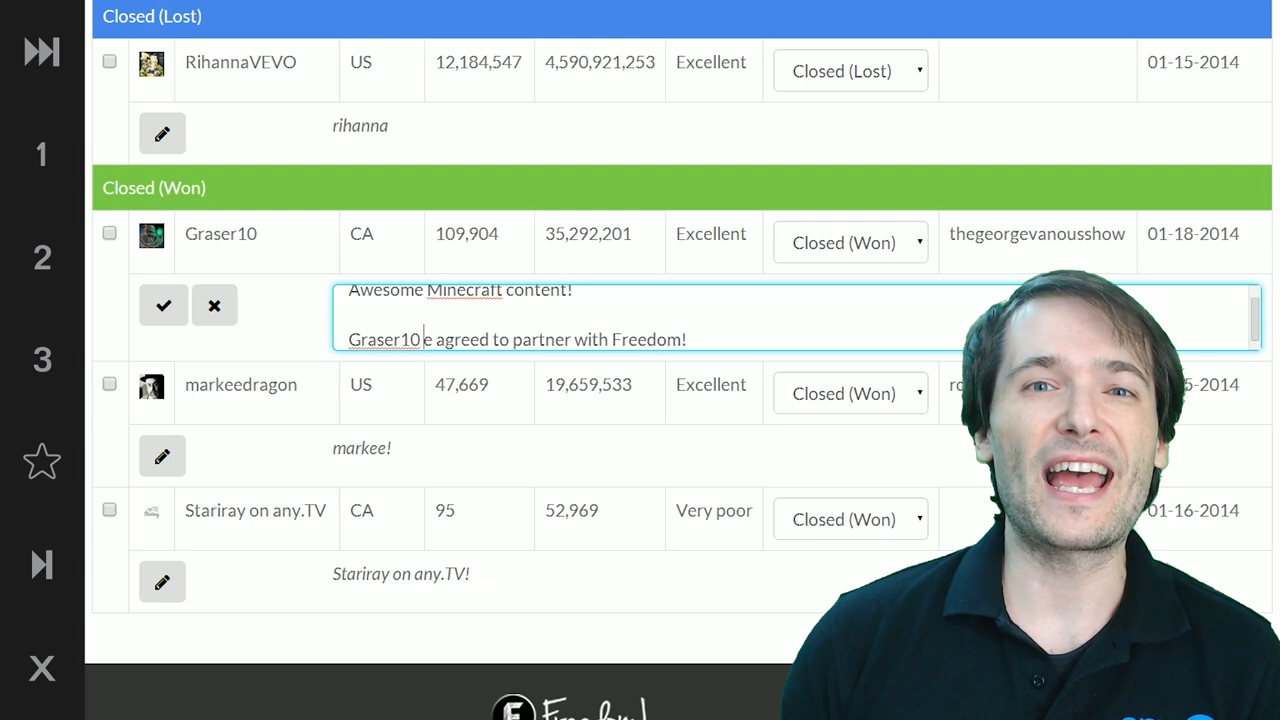 Closed (Lost)
RihannaVEVO US 12,184,547 4,590,921,253 Excellent Closed (Lost) 01-15-2014
1
rihanna
Closed (Won)
Graser10 CA 109,904 35,292,201 Excellent Closed (Won) thegeorgevanousshow 01-18-2014
2
Awesome Minecraft content!
Graser10 e agreed to partner with Freedom!
3
markeedragon US 47,669 19,659,533 Excellent Closed (Won)
markee!
Stariray on any.TV CA 95 52,969 Very poor Closed (Won) 01-16-2014
Stariray on any.TV!
X